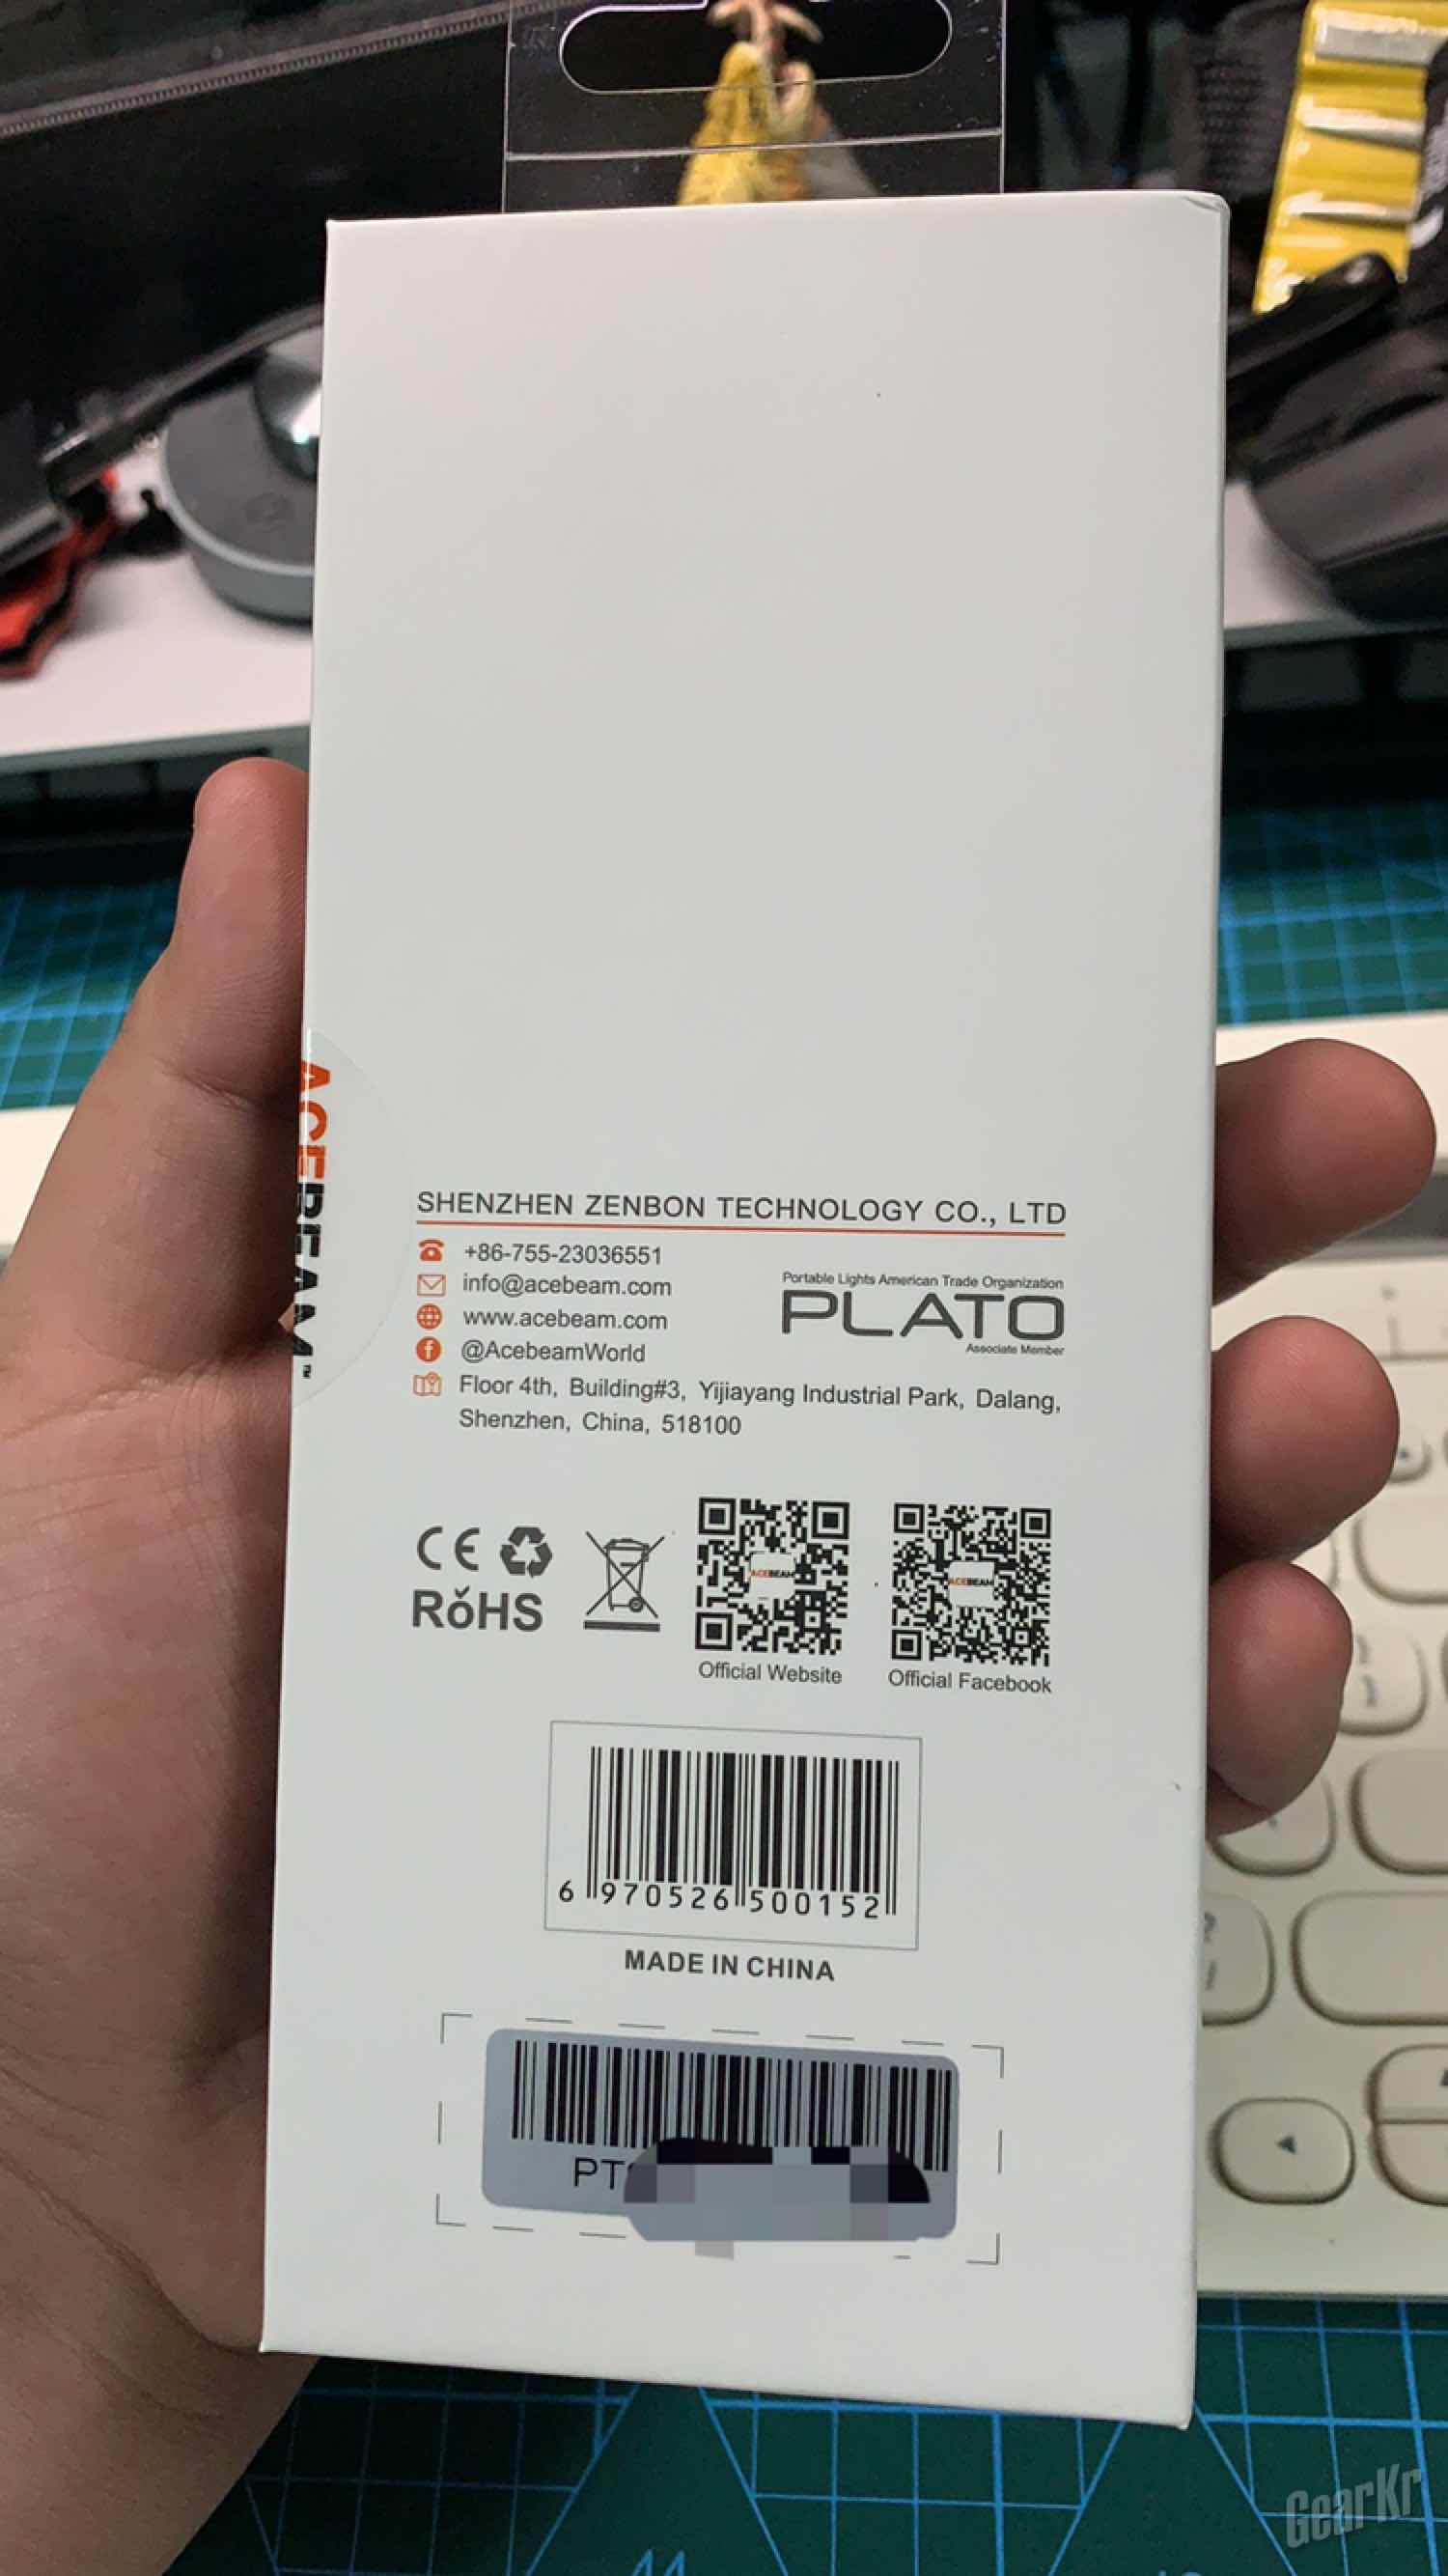 ACEBEAM™
SHENZHEN ZENBON TECHNOLOGY CO., LTD
+86-755-23036551
info@acebeam.com
www.acebeam.com
@AcebeamWorld
Portable Lights American Trade Organization
PLATO
Associate Member
Floor 4th, Building#3, Yijiayang Industrial Park, Dalang,
Shenzhen, China, 518100
CE
RoHS
ACEBEAM
ACEBEAM
Official Website
Official Facebook
6 970526 500152
MADE IN CHINA
PT
GearKr